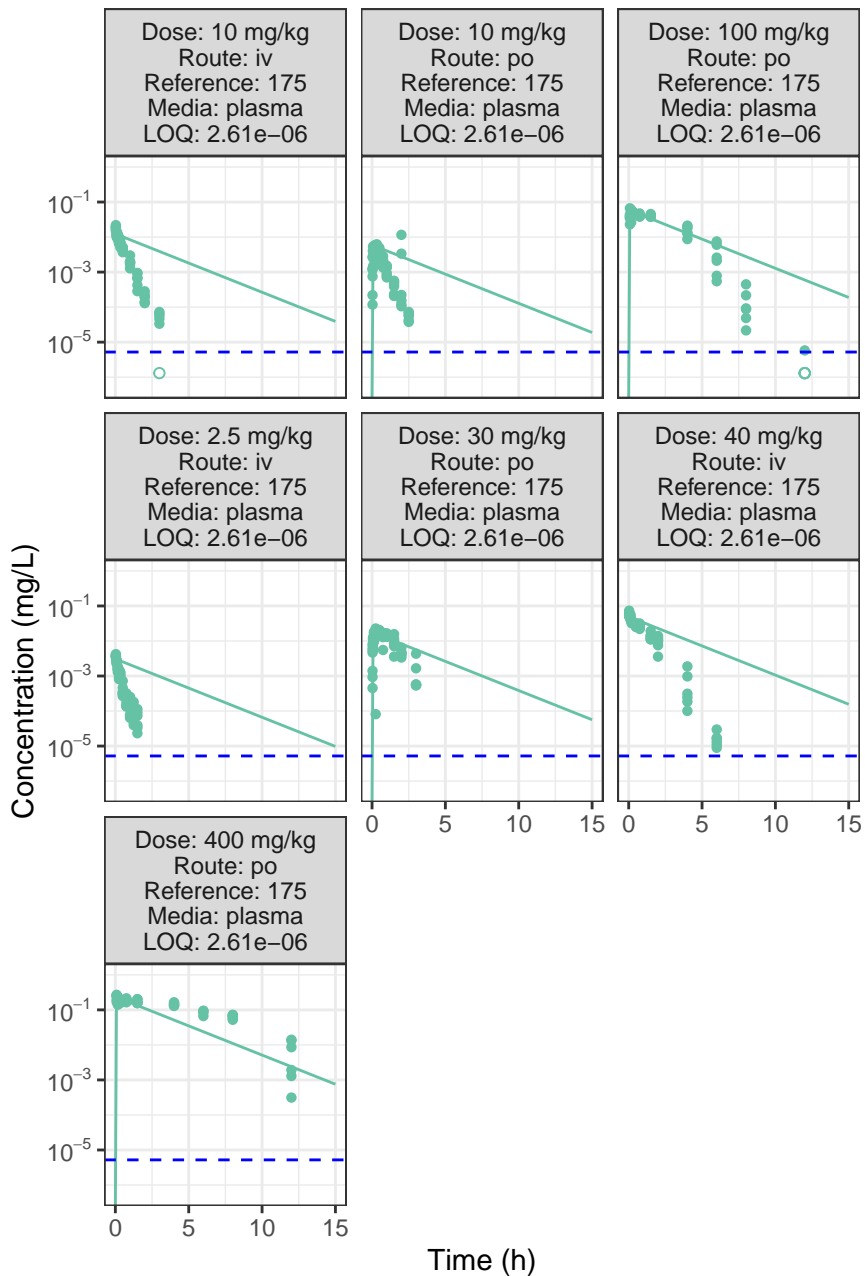 Dose: 10 mg/kg
Route: iv
Reference: 175
Media: plasma
LOQ: 2.61e−06
Dose: 10 mg/kg
Route: po
Reference: 175
Media: plasma
LOQ: 2.61e−06
Dose: 100 mg/kg
Route: po
Reference: 175
Media: plasma
LOQ: 2.61e−06
10⁻¹
10⁻³
10⁻⁵
Dose: 2.5 mg/kg
Route: iv
Reference: 175
Media: plasma
LOQ: 2.61e−06
Dose: 30 mg/kg
Route: po
Reference: 175
Media: plasma
LOQ: 2.61e−06
Dose: 40 mg/kg
Route: iv
Reference: 175
Media: plasma
LOQ: 2.61e−06
Concentration (mg/L)
10⁻¹
10⁻³
10⁻⁵
0 5 10 15
0 5 10 15
Dose: 400 mg/kg
Route: po
Reference: 175
Media: plasma
LOQ: 2.61e−06
10⁻¹
10⁻³
10⁻⁵
0 5 10 15
Time (h)